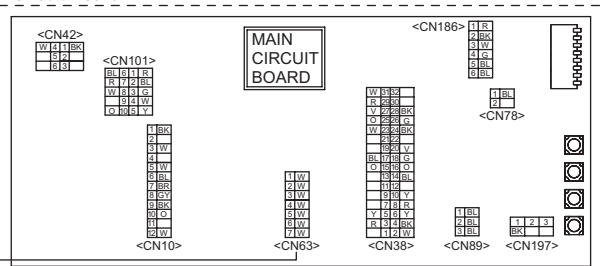 <CN42>
W 4 1 BK
5 2
6 3
<CN101>
BL 6 1 R
R 7 2 BL
W 8 3 G
9 4 W
O 10 5 Y
MAIN
CIRCUIT
BOARD
<CN186>
1 R
2 BK
3 W
4 G
5 BL
6 BL
1 BL
2
<CN78>
1 BK
2
3 W
4
5 W
6 BL
7 BR
8 GY
9 BK
10 O
11
12 W
<CN10>
1 W
2 W
3 W
4 W
5 W
6 W
7 W
<CN63>
W 31 32
R 29 30
V 27 28 BK
O 25 26 G
W 23 24 BK
21 22
19 20 V
BL 17 18 G
O 15 16 O
13 14 BL
11 12
9 10 Y
7 8 R
Y 5 6 Y
R 3 4 BK
1 2 W
<CN38>
1 BL
2 BL
3 BL
<CN89>
1 2 3
BK
<CN197>